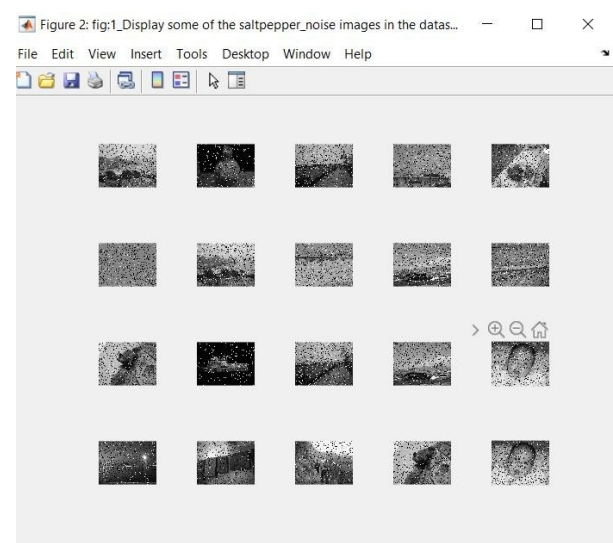 Figure 2: fig:1_Display some of the saltpepper_noise images in the datas...
File Edit View Insert Tools Desktop Window Help